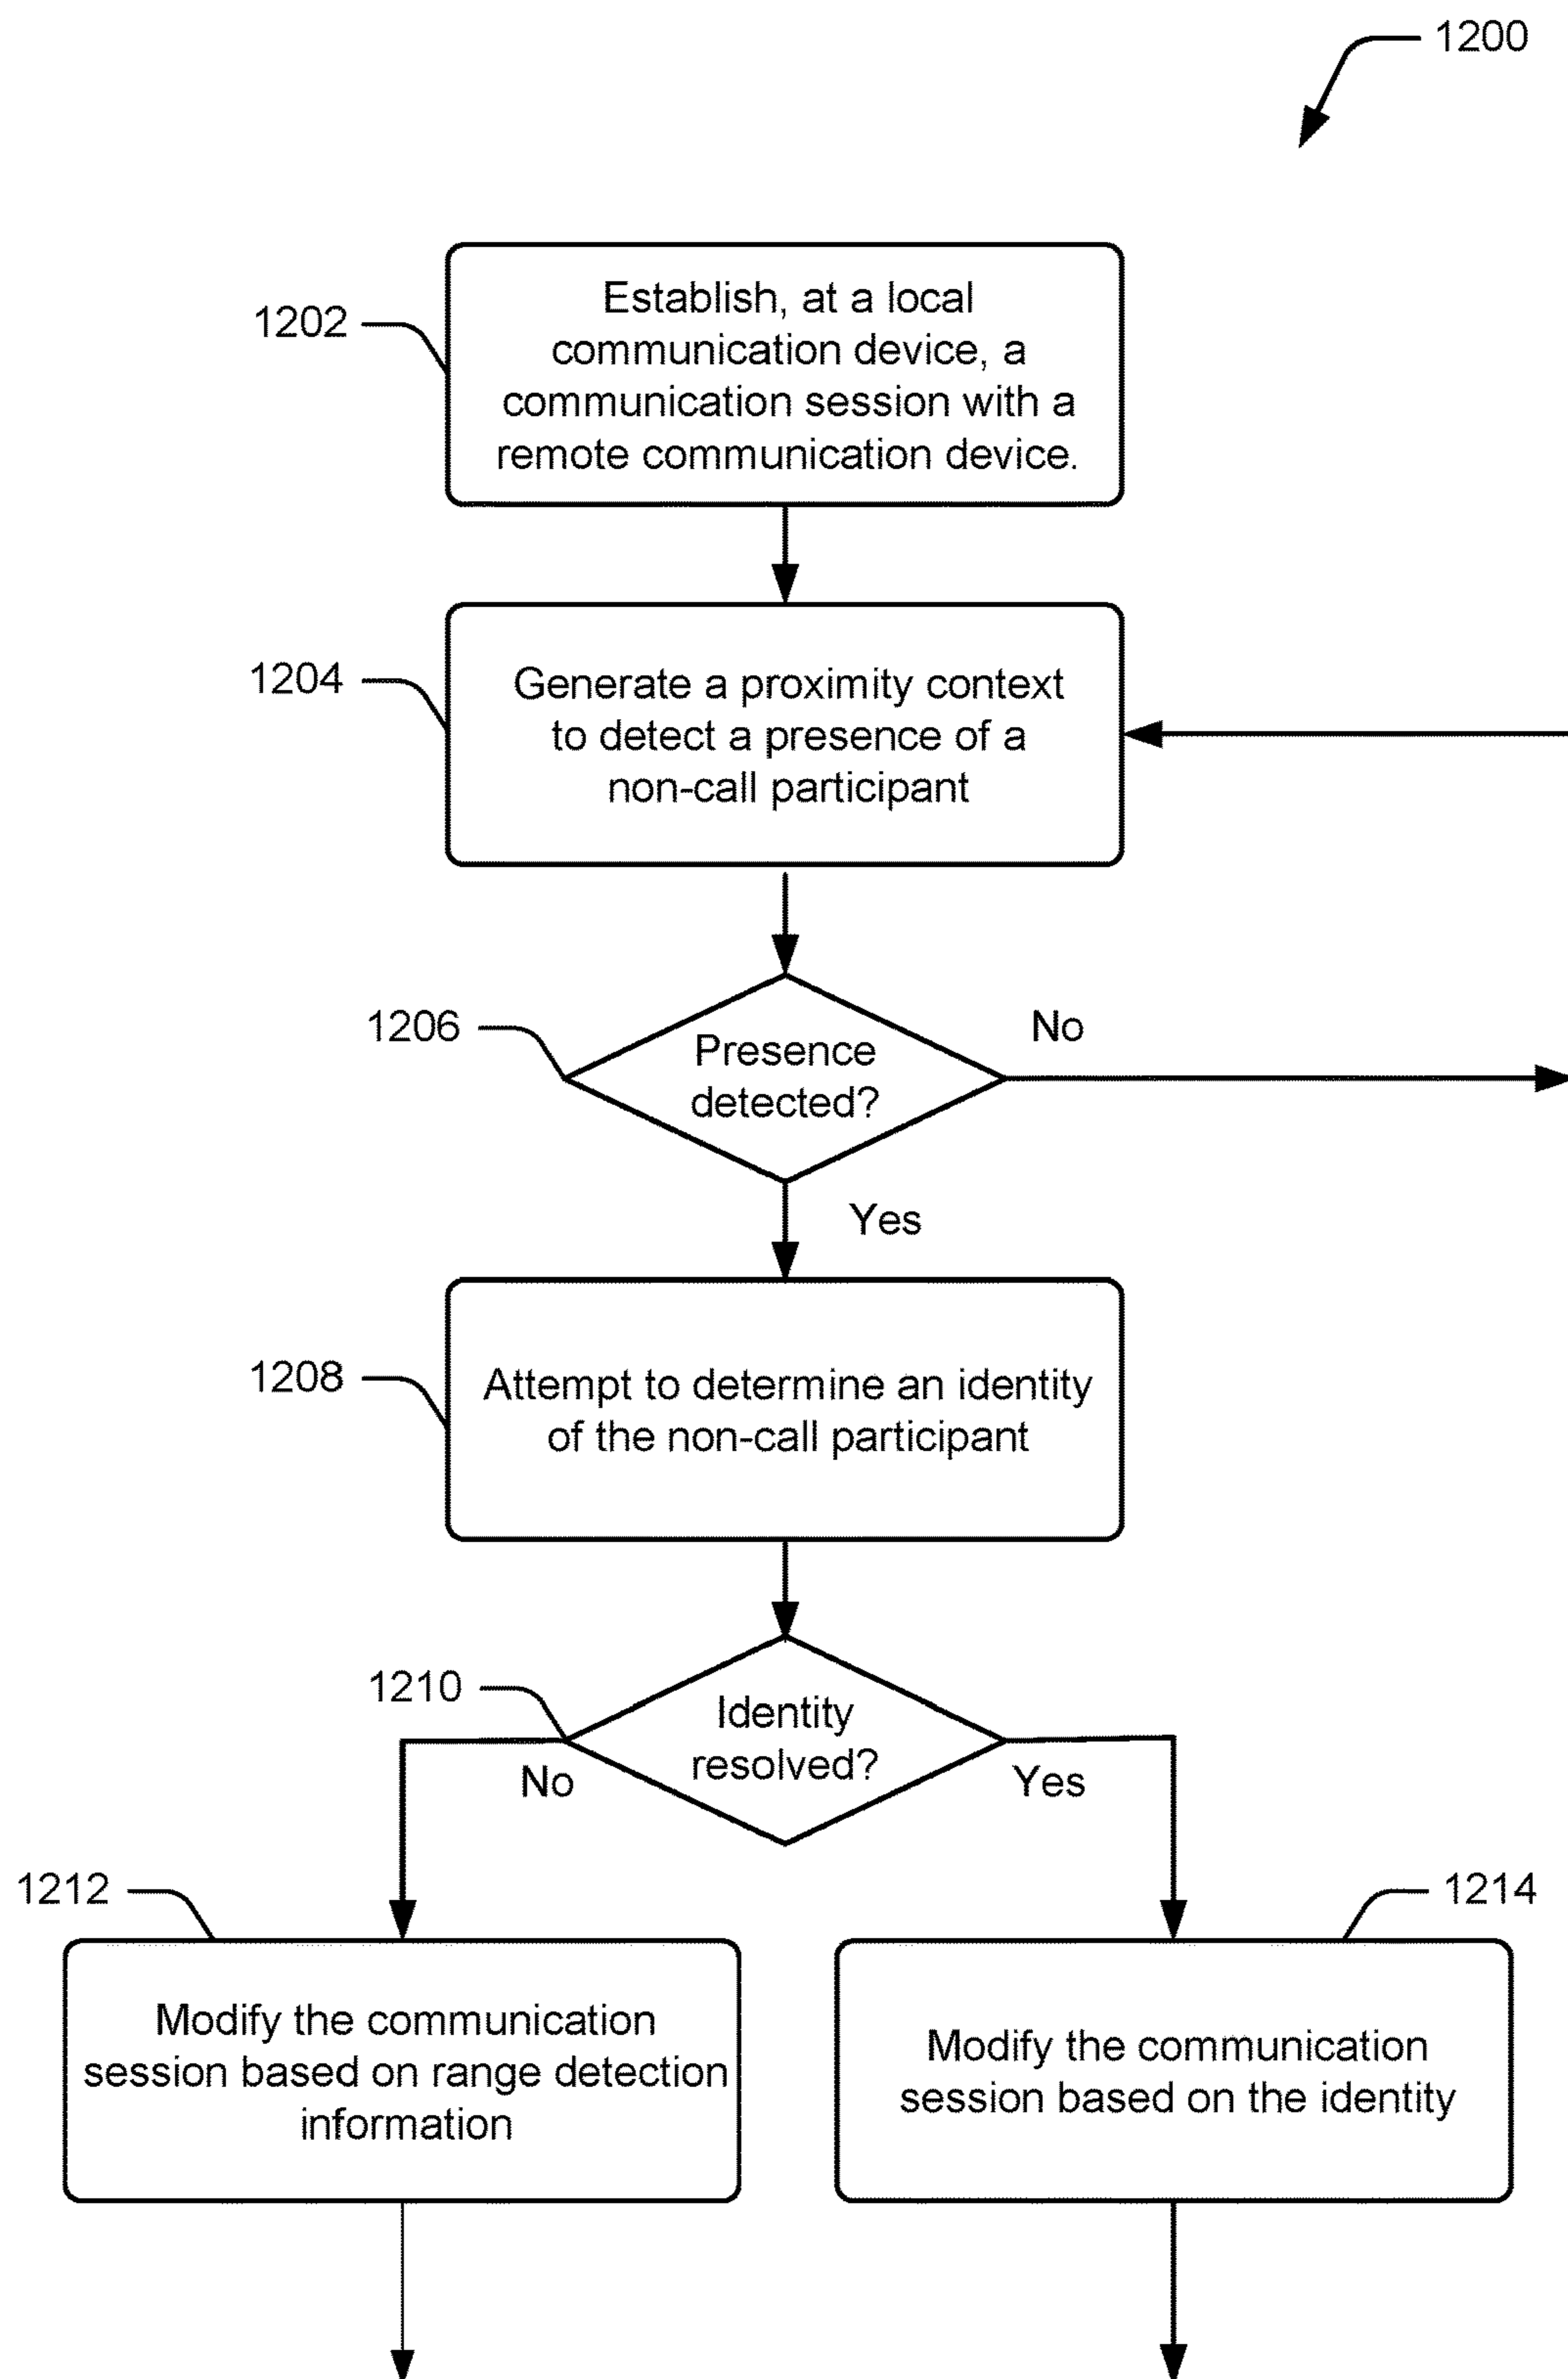 1200
1202
Establish, at a local
communication device, a
communication session with a
remote communication device.
1204
Generate a proximity context
to detect a presence of a
non-call participant
1206
Presence
detected?
No
Yes
1208
Attempt to determine an identity
of the non-call participant
1210
Identity
resolved?
No
Yes
1212
1214
Modify the communication
session based on range detection
information
Modify the communication
session based on the identity